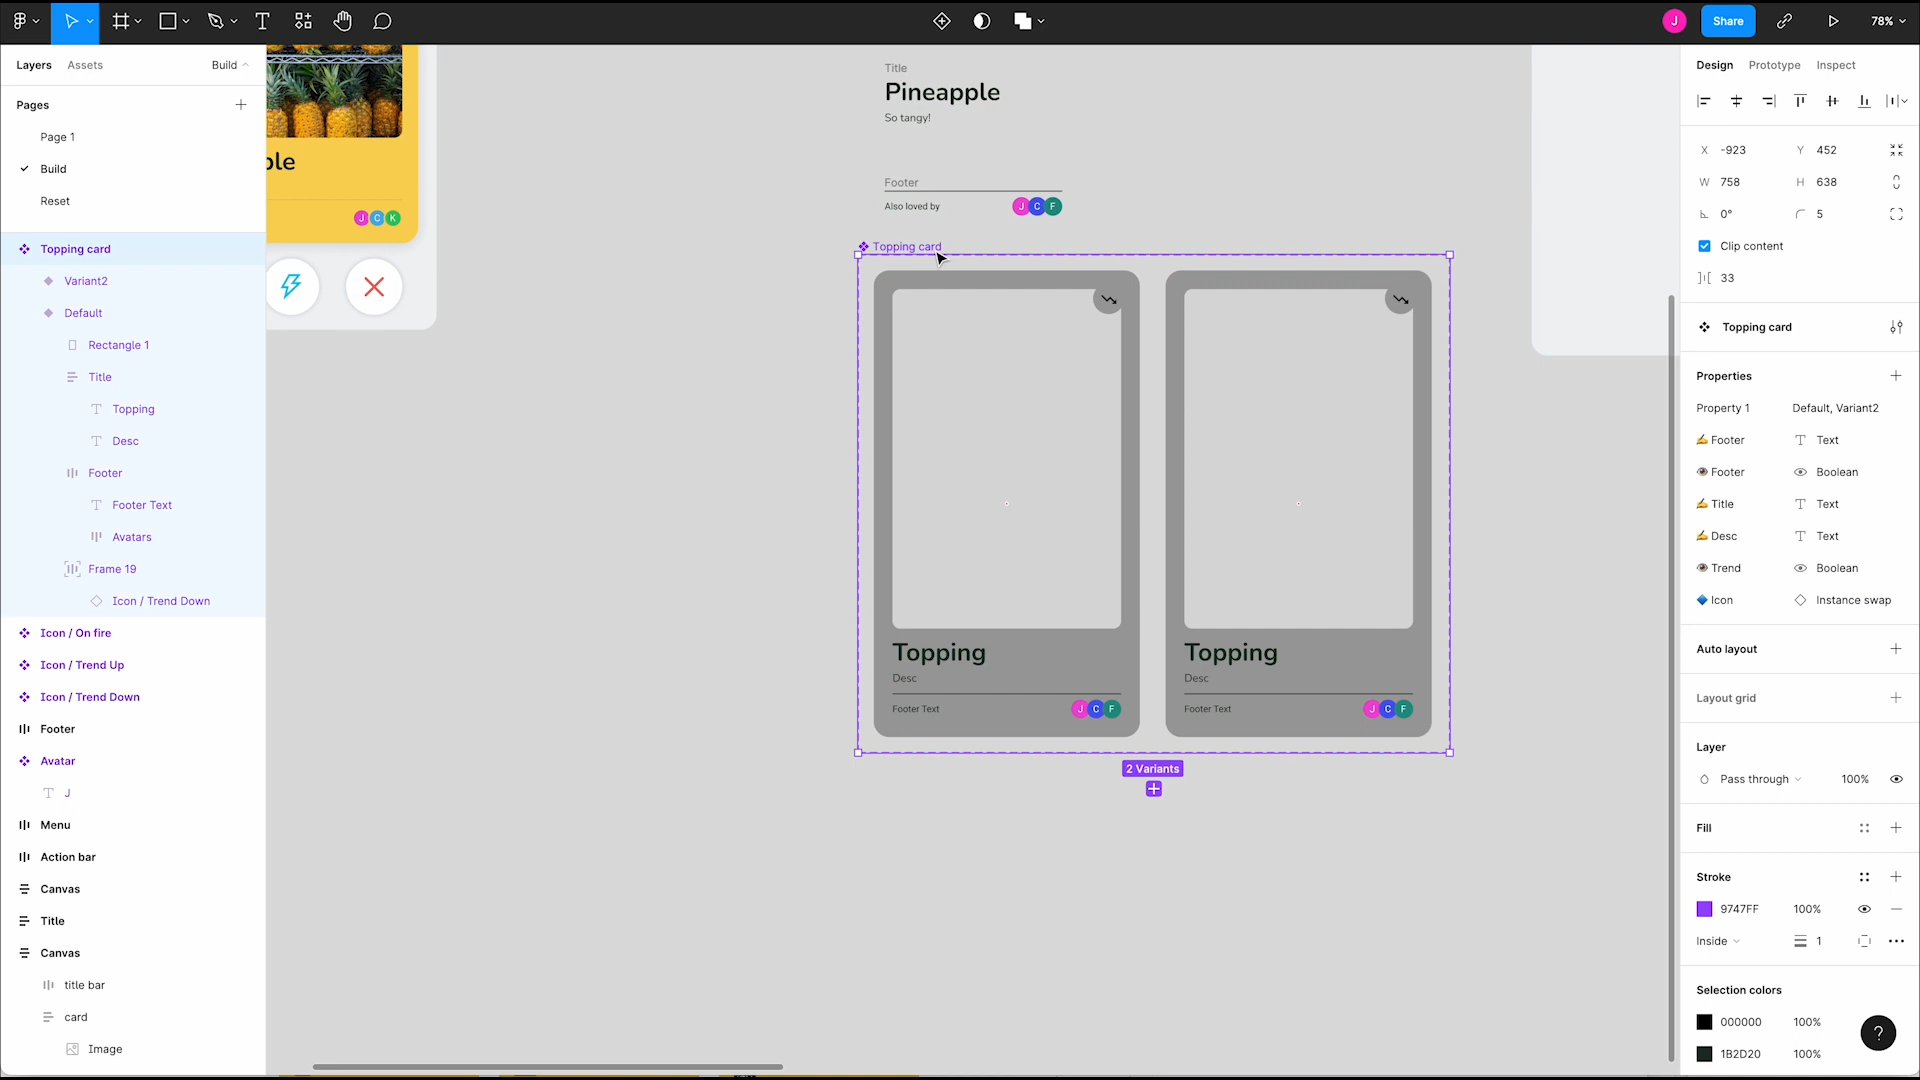 J
Share
78%
Layers
Assets
Build
Pages
Page 1
Build
Reset
Topping card
Variant2
Default
Rectangle 1
Title
Topping
Desc
Footer
Footer Text
Avatars
Frame 19
Icon / Trend Down
Icon / On fire
Icon / Trend Up
Icon / Trend Down
Footer
Avatar
J
Menu
Action bar
Canvas
Title
Canvas
title bar
card
Image
ple
J C K
Title
Pineapple
So tangy!
Footer
Also loved by
J C F
Topping card
Topping
Desc
Footer Text
J C F
Topping
Desc
Footer Text
J C F
2 Variants
Design
Prototype
Inspect
X -923
Y 452
W 758
H 638
0°
5
Clip content
33
Topping card
Properties
Property 1
Default, Variant2
Footer
Text
Footer
Boolean
Title
Text
Desc
Text
Trend
Boolean
Icon
Instance swap
Auto layout
Layout grid
Layer
Pass through
100%
Fill
Stroke
9747FF
100%
Inside
1
Selection colors
000000
100%
1B2D20
100%
?